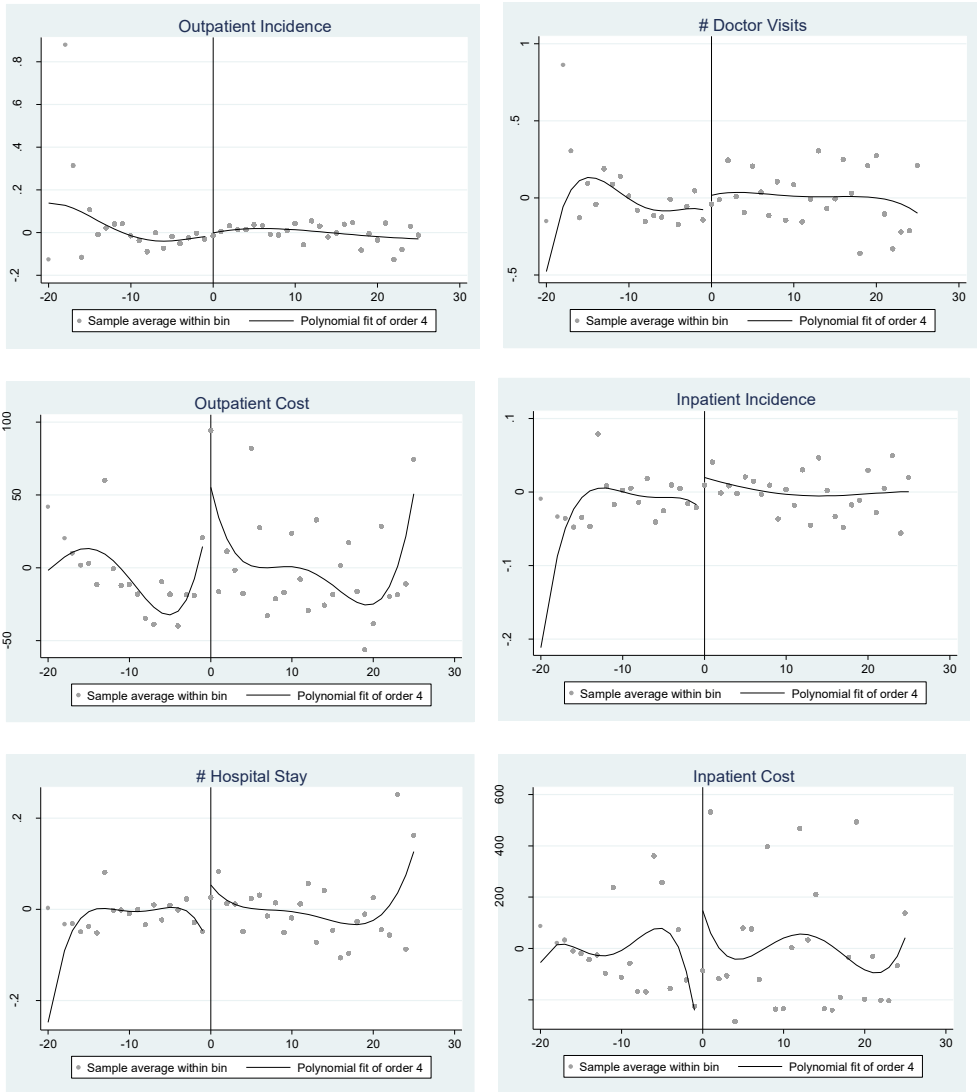 Outpatient Incidence
.8
.6
.4
.2
0
-.2
-20 -10 0 10 20 30
Sample average within bin Polynomial fit of order 4
# Doctor Visits
1
.5
0
-.5
-20 -10 0 10 20 30
Sample average within bin Polynomial fit of order 4
Outpatient Cost
100
50
0
-50
-20 -10 0 10 20 30
Sample average within bin Polynomial fit of order 4
Inpatient Incidence
.1
0
-.1
-.2
-20 -10 0 10 20 30
Sample average within bin Polynomial fit of order 4
# Hospital Stay
.2
0
-.2
-20 -10 0 10 20 30
Sample average within bin Polynomial fit of order 4
Inpatient Cost
600
400
200
0
-20 -10 0 10 20 30
Sample average within bin Polynomial fit of order 4